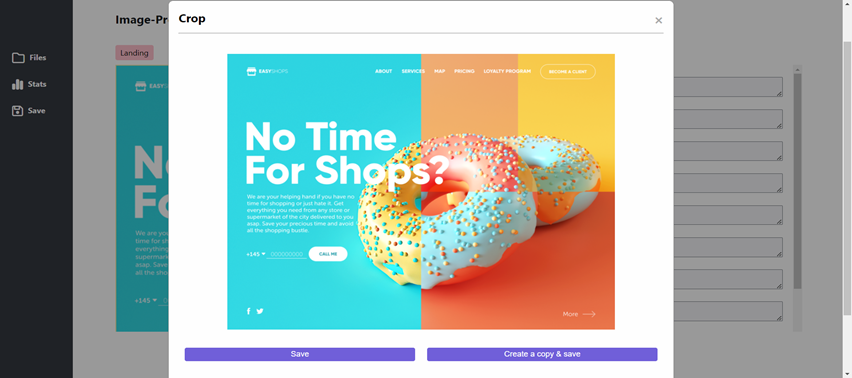 Image-Pr
Crop
×
Files
Stats
Save
Landing
EASYSHOPS
ABOUT SERVICES MAP PRICING LOYALTY PROGRAM BECOME A CLIENT
No Time
For Shops?
We are your helping hand if you have no
time for shopping or just hate it. Get
everything you need from any store or
supermarket of the city delivered to you
asap. Save your precious time and avoid
all the shopping bustle.
+145 0000000000 CALL ME
More
EASY
No
Fo
We are you
time for sh
everything
supermark
asap. Save
all the shop
+145
Save
Create a copy & save